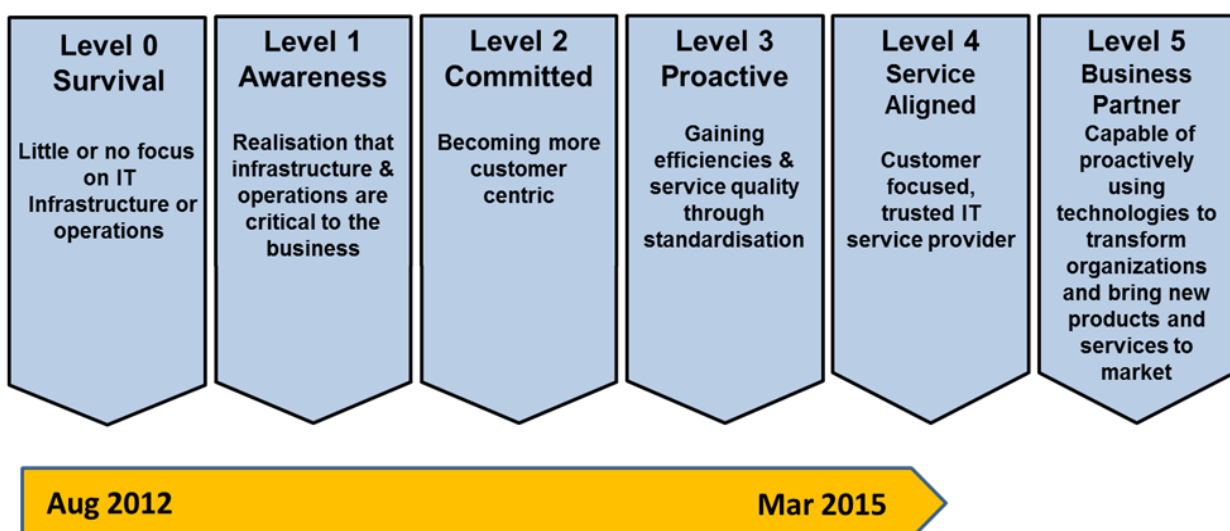 Level 0
Survival
Little or no focus
on IT
Infrastructure or
operations
Level 1
Awareness
Realisation that
infrastructure &
operations are
critical to the
business
Level 2
Committed
Becoming more
customer
centric
Level 3
Proactive
Gaining
efficiencies &
service quality
through
standardisation
Level 4
Service
Aligned
Customer
focused,
trusted IT
service provider
Level 5
Business
Partner
Capable of
proactively
using
technologies to
transform
organizations
and bring new
products and
services to
market
Aug 2012
Mar 2015